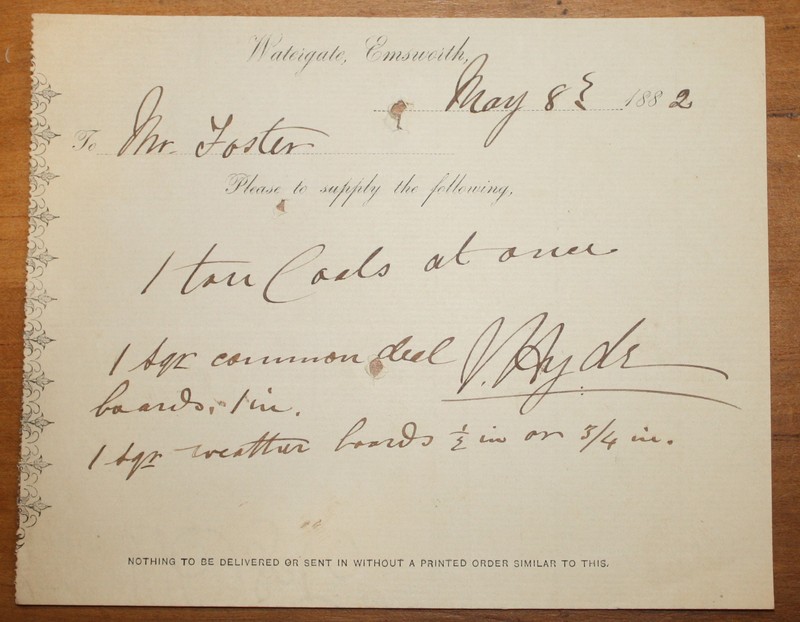 Watergate, Emsworth,
May 8th 1882
To Mr. Foster
Please to supply the following,
1 ton Coals at once
1 sqr common deal
boards, 1 in.
J. Hyde
1 sqr weather boards ½ in or 3/4 in.
NOTHING TO BE DELIVERED OR SENT IN WITHOUT A PRINTED ORDER SIMILAR TO THIS.